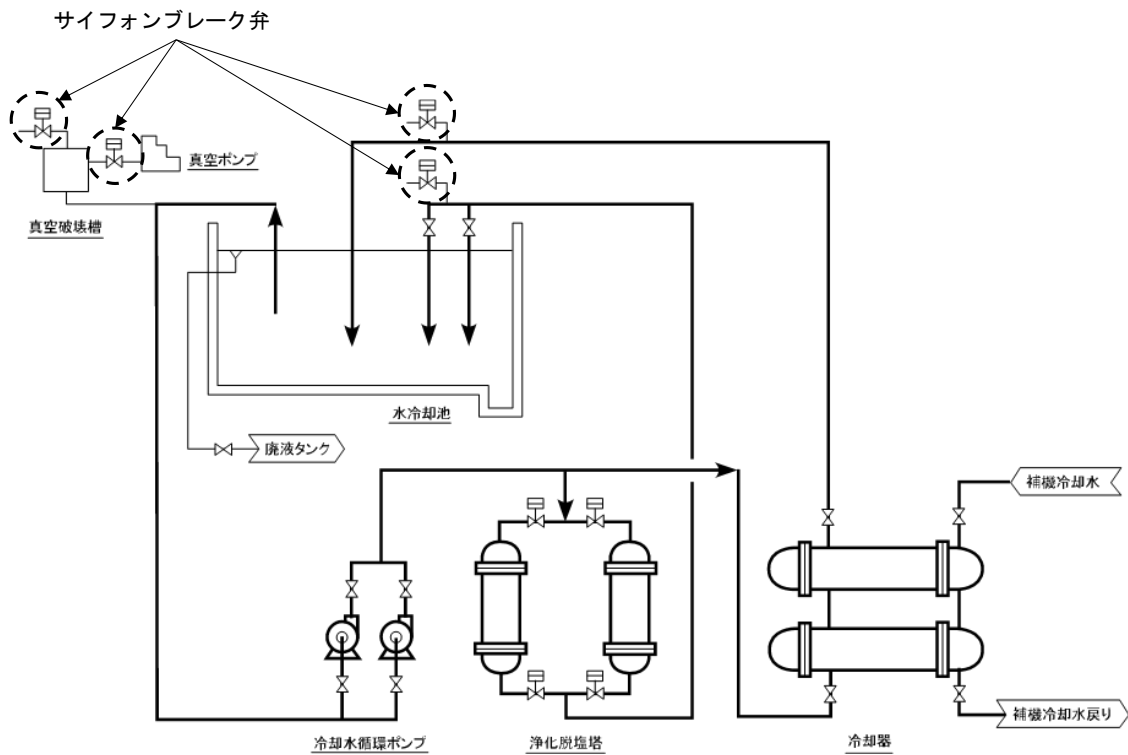 サイフォンブレーク弁
真空ポンプ
真空破壊槽
水冷却池
廃液タンク
補機冷却水
補機冷却水戻り
冷却水循環ポンプ
浄化脱塩塔
冷却器